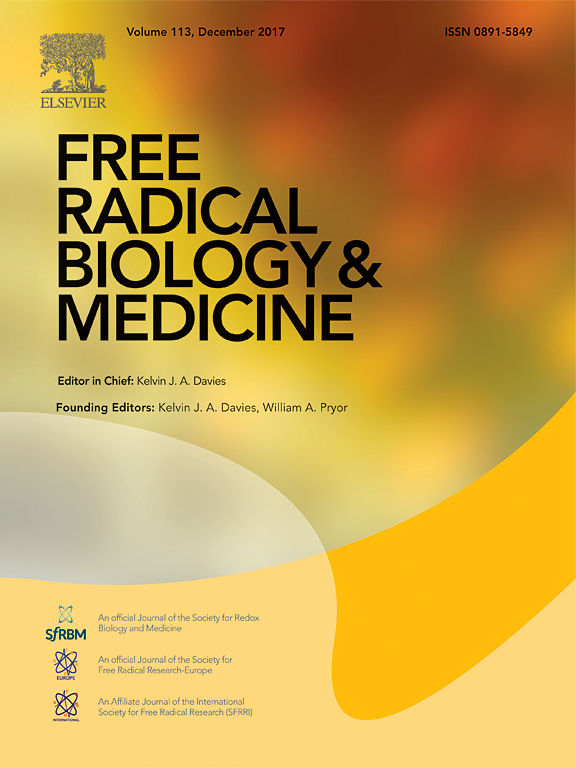 Volume 113, December 2017
ISSN 0891-5849
ELSEVIER
FREE
RADICAL
BIOLOGY &
MEDICINE
Editor in Chief: Kelvin J. A. Davies
Founding Editors: Kelvin J. A. Davies, William A. Pryor
SfRBM
An official Journal of the Society for Redox
Biology and Medicine
EUROPE
An official Journal of the Society for
Free Radical Research-Europe
INTERNATIONAL
An Affiliate Journal of the International
Society for Free Radical Research (SFRRI)